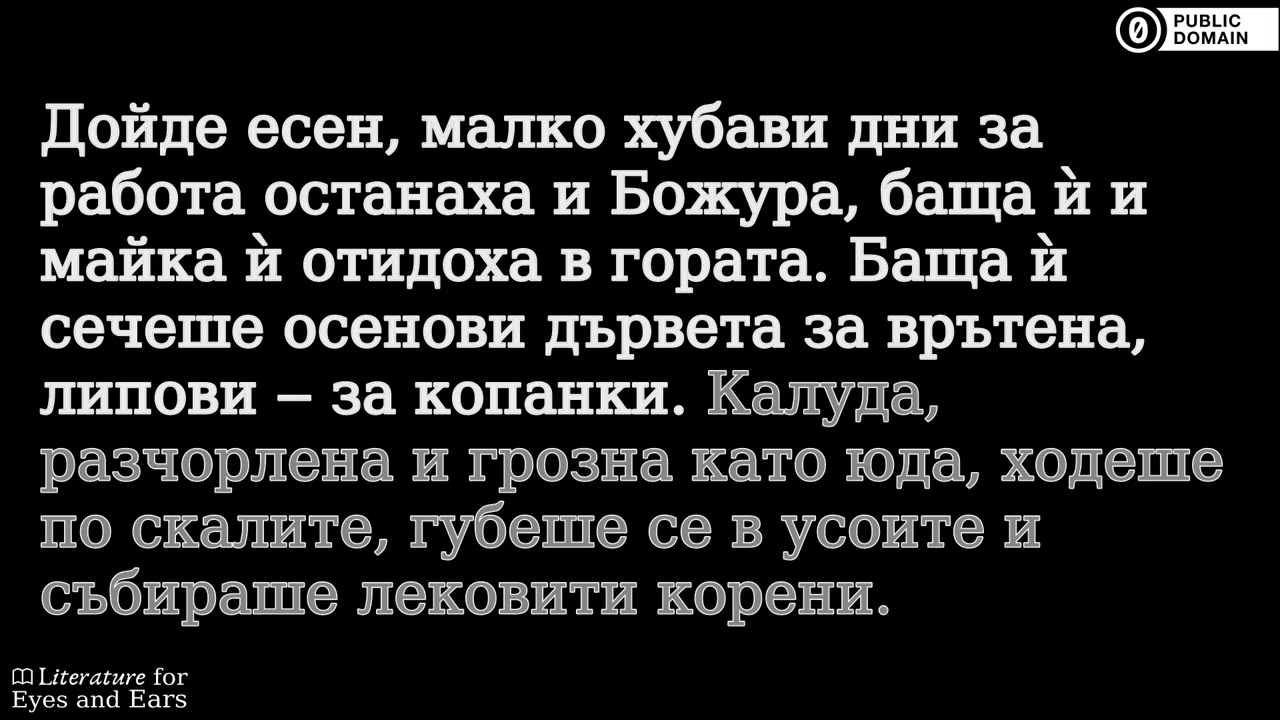 PUBLIC
DOMAIN
Дойде есен, малко хубави дни за
работа останаха и Божура, баща ѝ и
майка ѝ отидоха в гората. Баща ѝ
сечеше осенови дървета за врътена,
липови – за копанки. Калуда,
разчорлена и грозна като юда, ходеше
по скалите, губеше се в усоите и
събираше лековити корени.
Literature for
Eyes and Ears